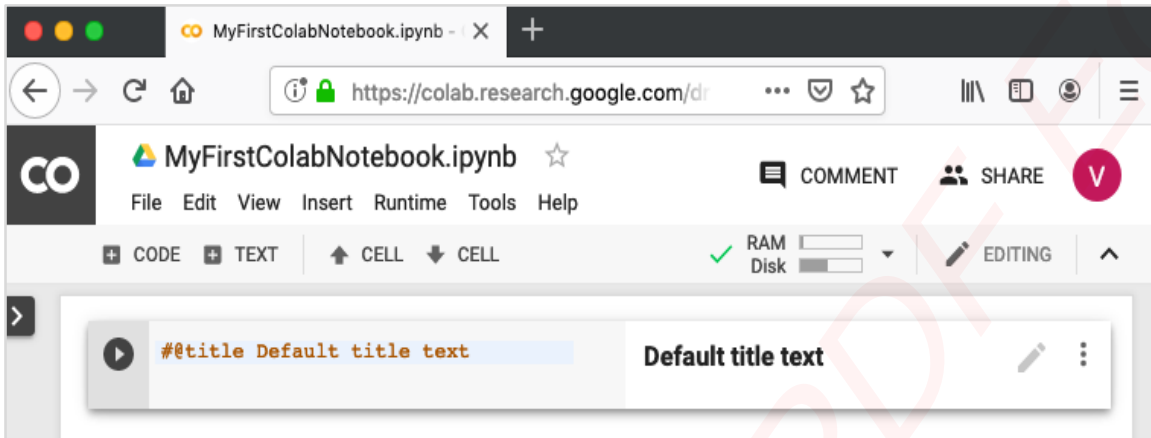 CO MyFirstColabNotebook.ipynb -
https://colab.research.google.com/dr
CO
MyFirstColabNotebook.ipynb
COMMENT SHARE V
File Edit View Insert Runtime Tools Help
CODE TEXT CELL CELL
RAM
Disk
EDITING
#@title Default title text
Default title text